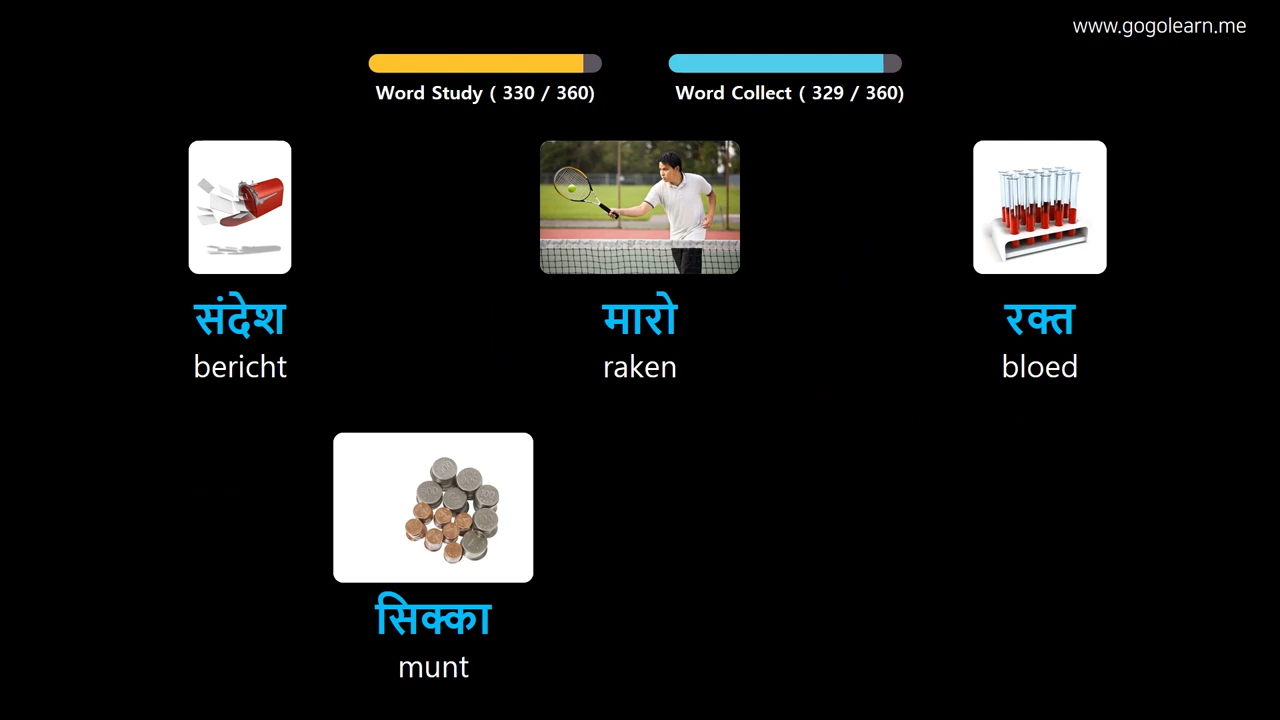 www.gogolearn.me
Word Study ( 330 / 360)
Word Collect ( 329 / 360)
संदेश
bericht
मारो
raken
रक्त
bloed
सिक्का
munt